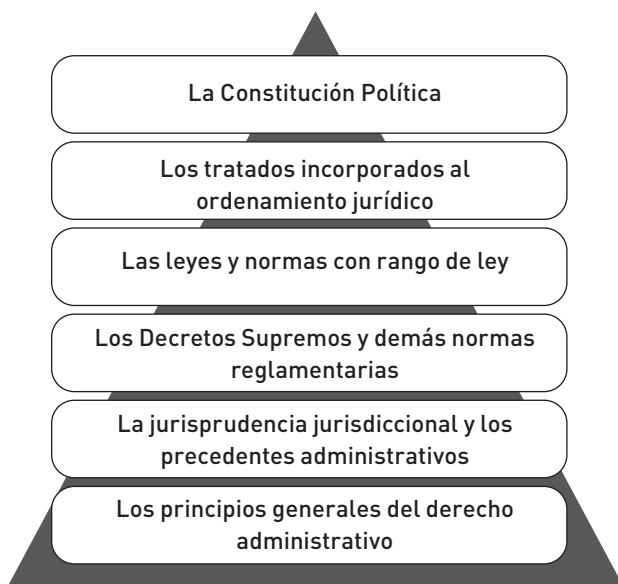 La Constitución Política
Los tratados incorporados al
ordenamiento jurídico
Las leyes y normas con rango de ley
Los Decretos Supremos y demás normas
reglamentarias
La jurisprudencia jurisdiccional y los
precedentes administrativos
Los principios generales del derecho
administrativo